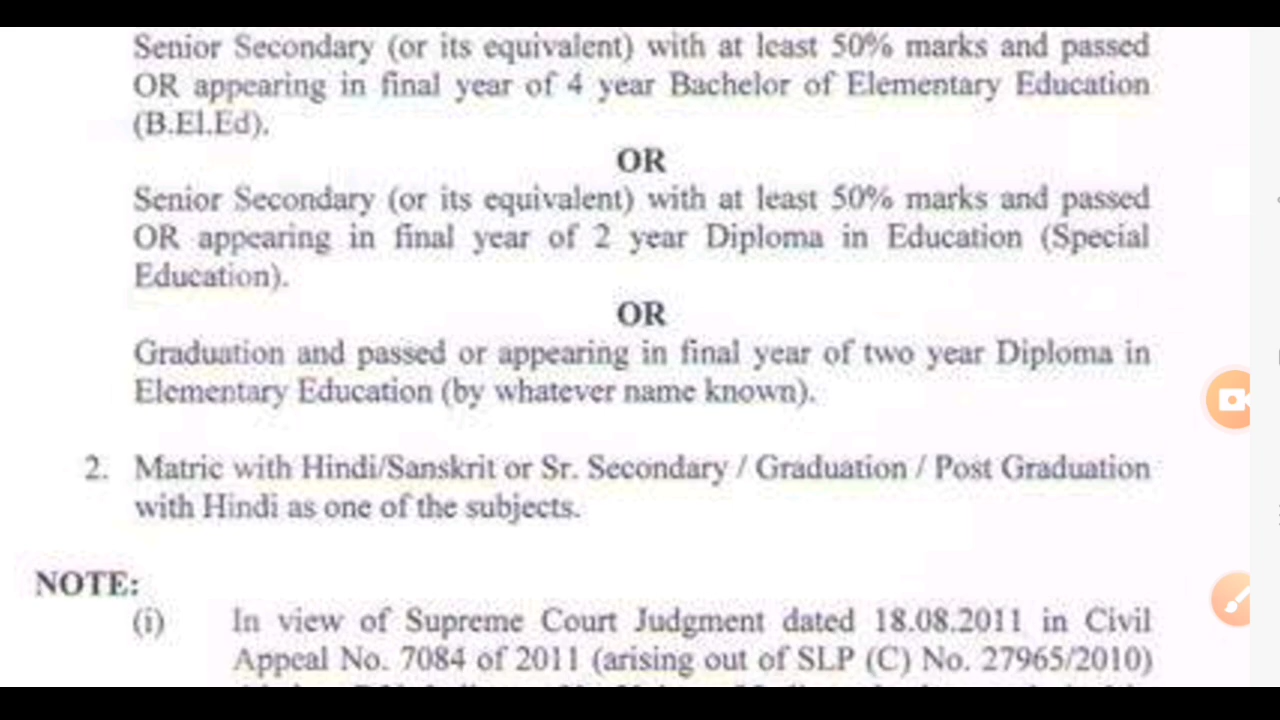 Senior Secondary (or its equivalent) with at least 50% marks and passed
OR appearing in final year of 4 year Bachelor of Elementary Education
(B.El.Ed).
OR
Senior Secondary (or its equivalent) with at least 50% marks and passed
OR appearing in final year of 2 year Diploma in Education (Special
Education).
OR
Graduation and passed or appearing in final year of two year Diploma in
Elementary Education (by whatever name known).
2. Matric with Hindi/Sanskrit or Sr. Secondary / Graduation / Post Graduation
with Hindi as one of the subjects.
NOTE:
(i) In view of Supreme Court Judgment dated 18.08.2011 in Civil
Appeal No. 7084 of 2011 (arising out of SLP (C) No. 27965/2010)